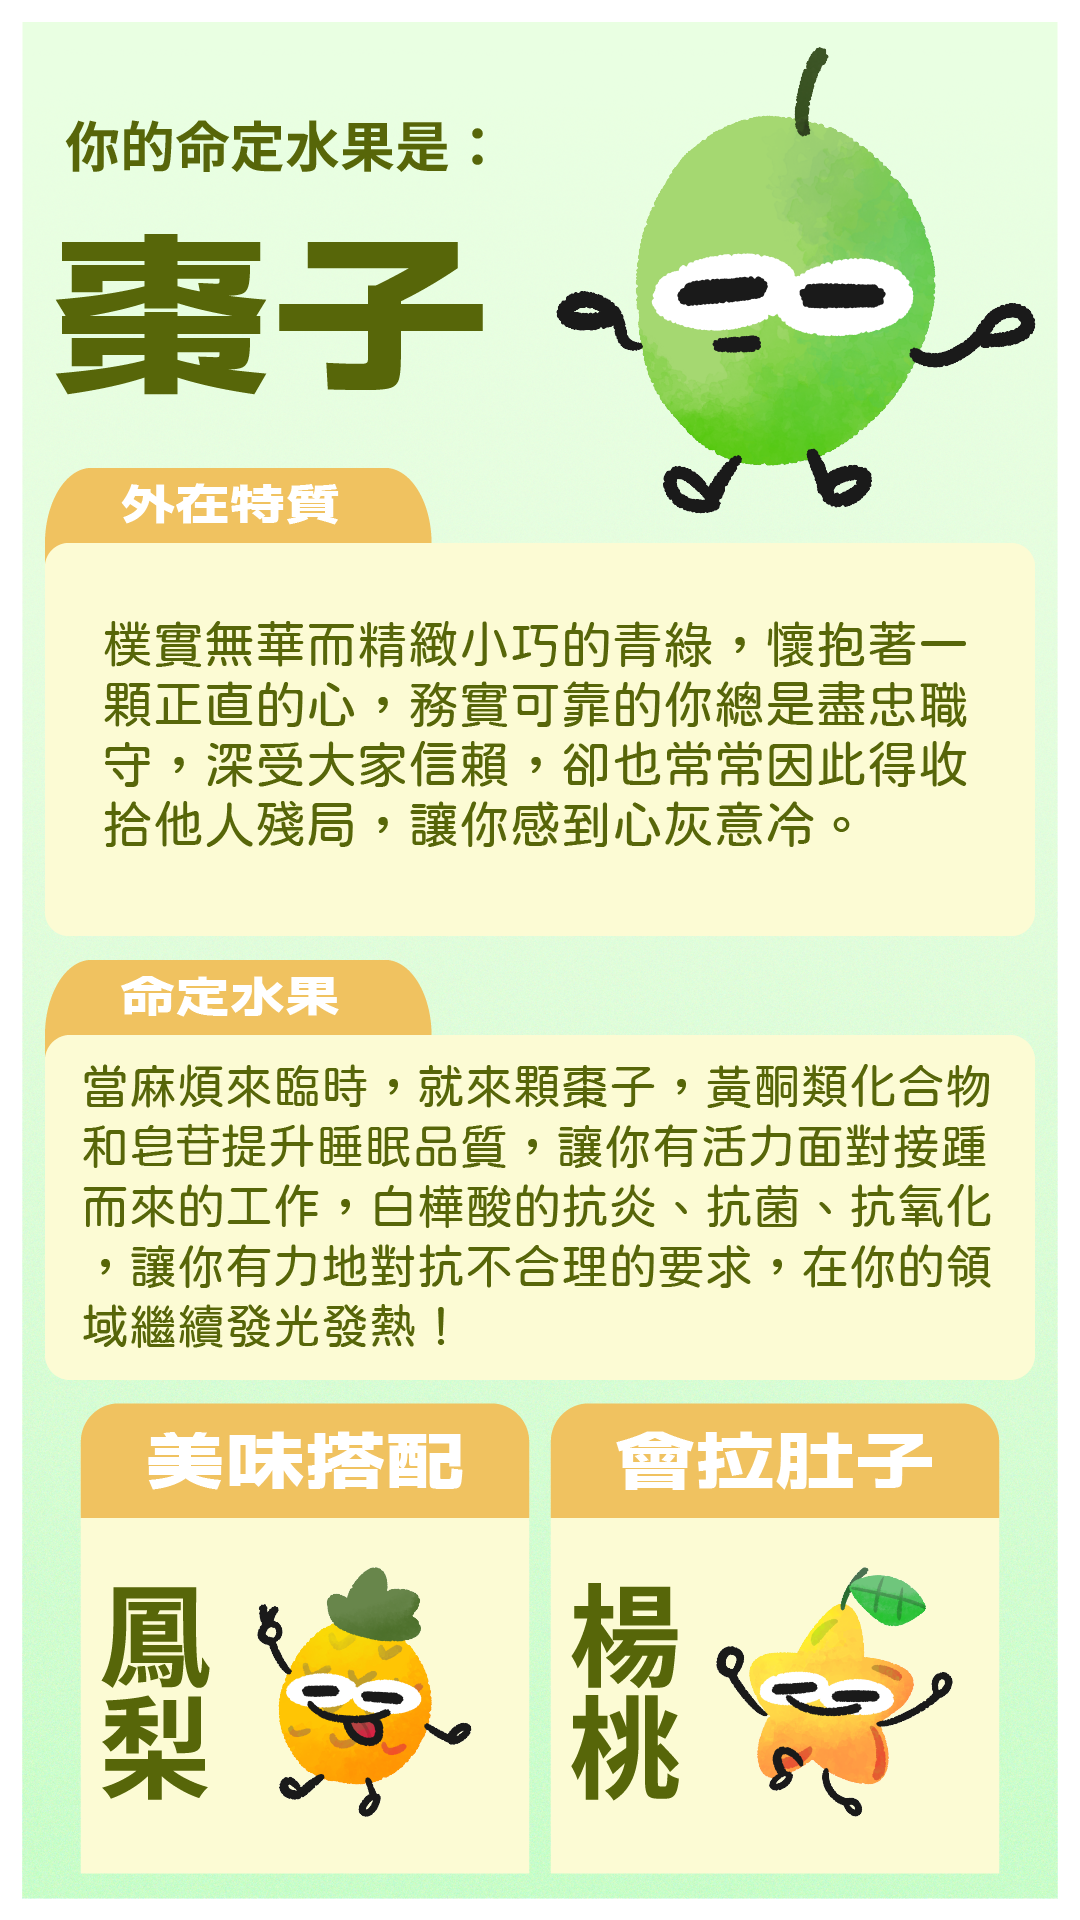 你的命定水果是：
棗子
外在特質
樸實無華而精緻小巧的青綠，懷抱著一
顆正直的心，務實可靠的你總是盡忠職
守，深受大家信賴，卻也常常因此得收
拾他人殘局，讓你感到心灰意冷。
命定水果
當麻煩來臨時，就來顆棗子，黃酮類化合物
和皂苷提升睡眠品質，讓你有活力面對接踵
而來的工作，白樺酸的抗炎、抗菌、抗氧化
，讓你有力地對抗不合理的要求，在你的領
域繼續發光發熱！
美味搭配
鳳梨
會拉肚子
楊桃